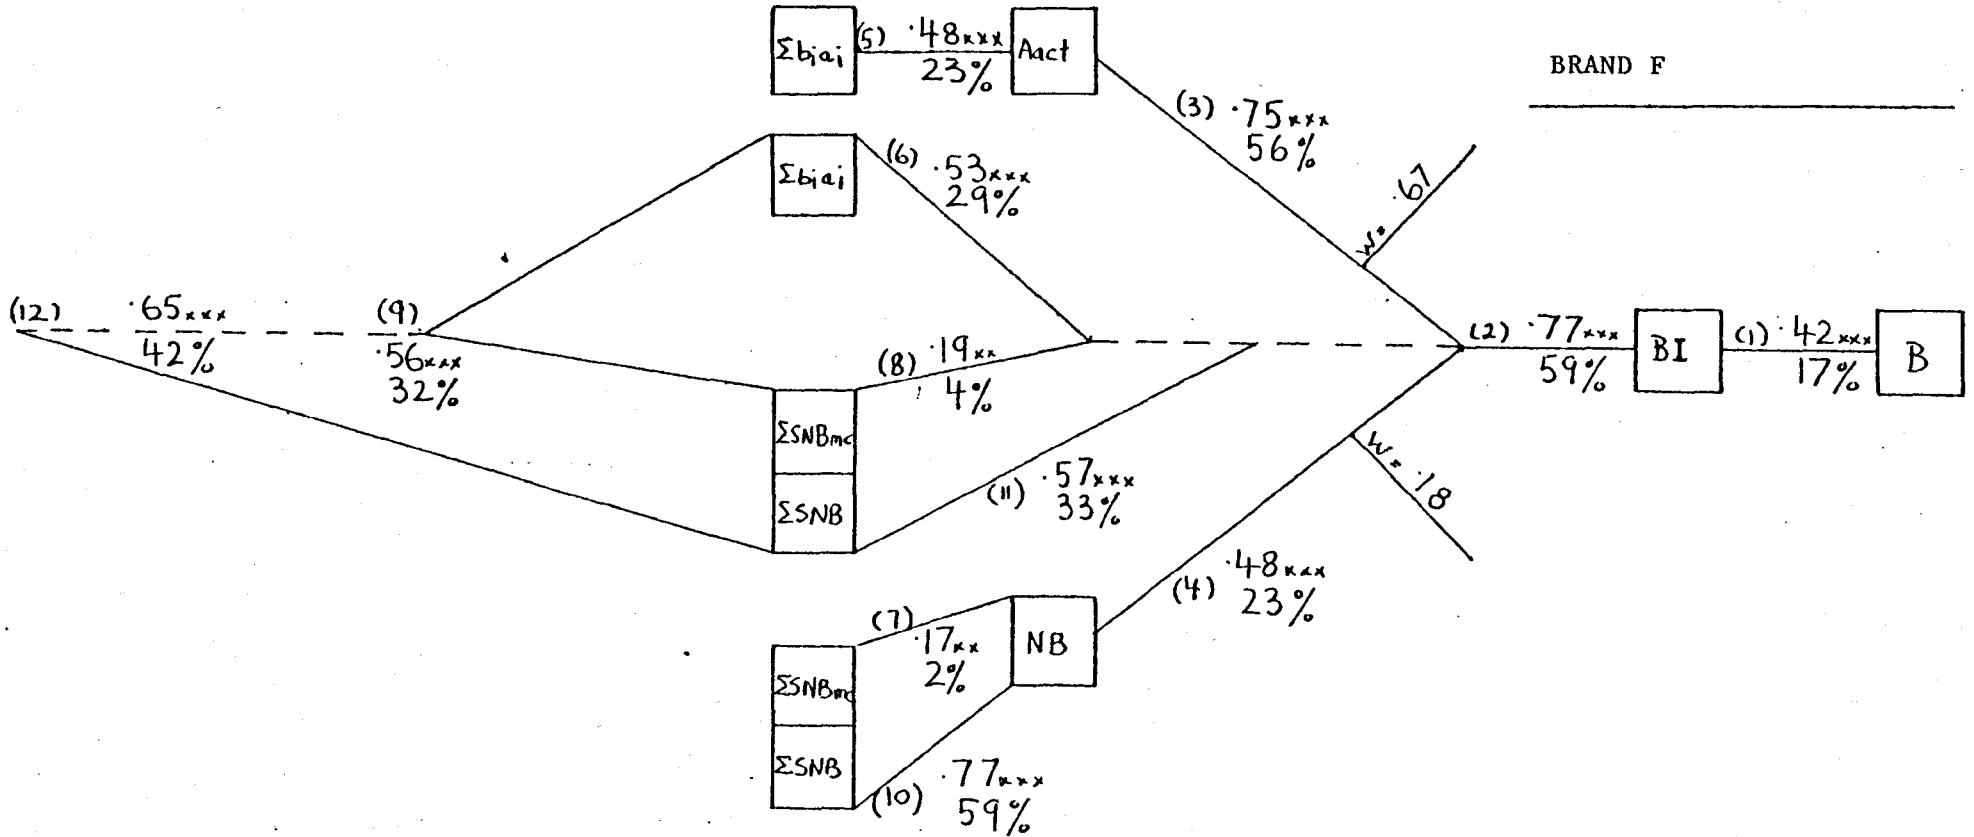 BRAND F
Σbiai
(5) ·48xxx
23%
Aact
(3) ·75xxx
56%
W= ·67
Σbiai
(6) ·53xxx
29%
(12) ·65xxx
42%
(9)
·56xxx
32%
(8) ·19xx
4%
(2) ·77xxx
59%
BI
(1) ·42xxx
17%
B
ΣSNBmc
ΣSNB
(11) ·57xxx
33%
W= ·18
(4) ·48xxx
23%
(7)
·17xx
2%
NB
ΣSNBmc
ΣSNB
(10) ·77xxx
59%